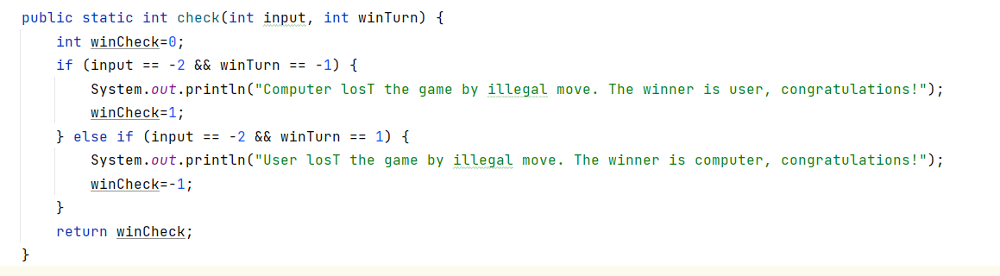 public static int check(int input, int winTurn) {
    int winCheck=0;
    if (input == -2 && winTurn == -1) {
        System.out.println("Computer losT the game by illegal move. The winner is user, congratulations!");
        winCheck=1;
    } else if (input == -2 && winTurn == 1) {
        System.out.println("User losT the game by illegal move. The winner is computer, congratulations!");
        winCheck=-1;
    }
    return winCheck;
}